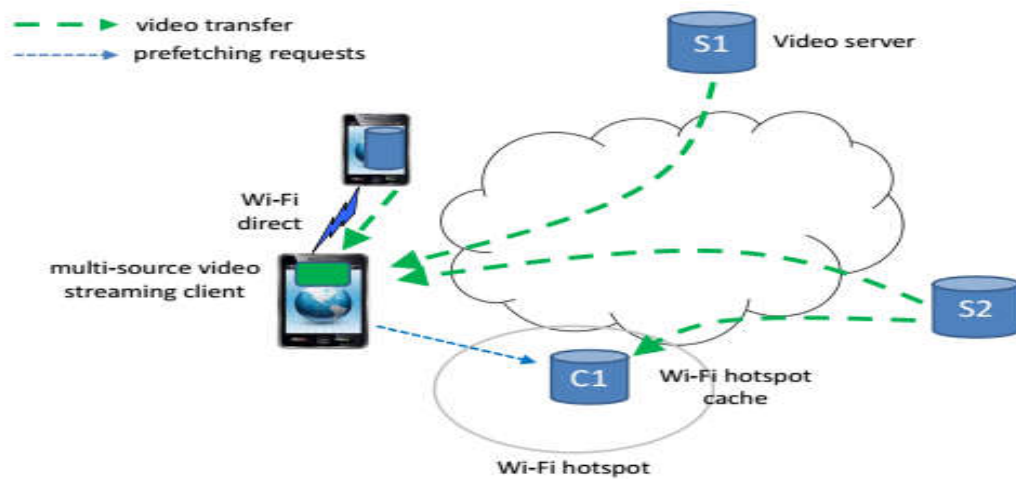 video transfer
prefetching requests
S1
Video server
Wi-Fi
direct
multi-source video
streaming client
S2
C1
Wi-Fi hotspot
cache
Wi-Fi hotspot